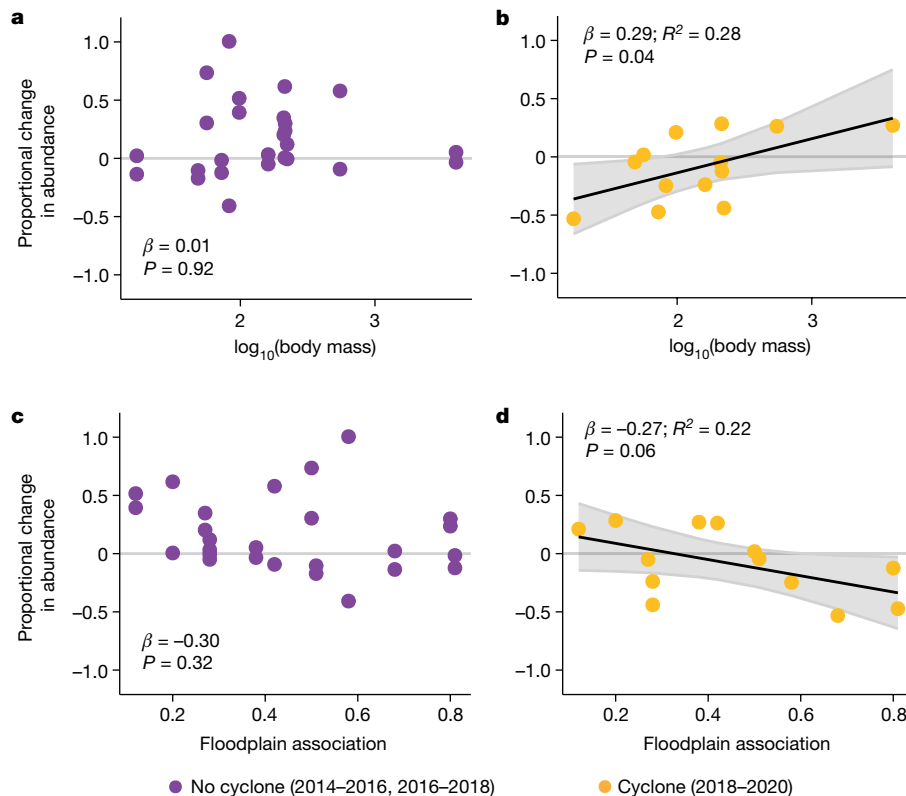 a
1.0
0.5
0
−0.5
−1.0
Proportional change
in abundance
β = 0.01
P = 0.92
2
3
log10(body mass)
b
β = 0.29; R2 = 0.28
P = 0.04
1.0
0.5
0
−0.5
−1.0
2
3
log10(body mass)
c
1.0
0.5
0
−0.5
−1.0
Proportional change
in abundance
β = −0.30
P = 0.32
0.2
0.4
0.6
0.8
Floodplain association
d
β = −0.27; R2 = 0.22
P = 0.06
1.0
0.5
0
−0.5
−1.0
0.2
0.4
0.6
0.8
Floodplain association
No cyclone (2014–2016, 2016–2018)
Cyclone (2018–2020)